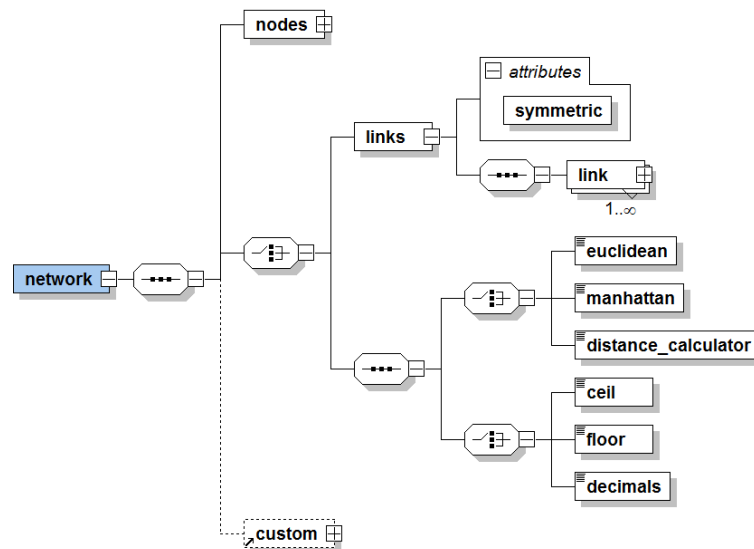 nodes
attributes
symmetric
links
link
1..∞
euclidean
network
manhattan
distance_calculator
ceil
floor
decimals
custom